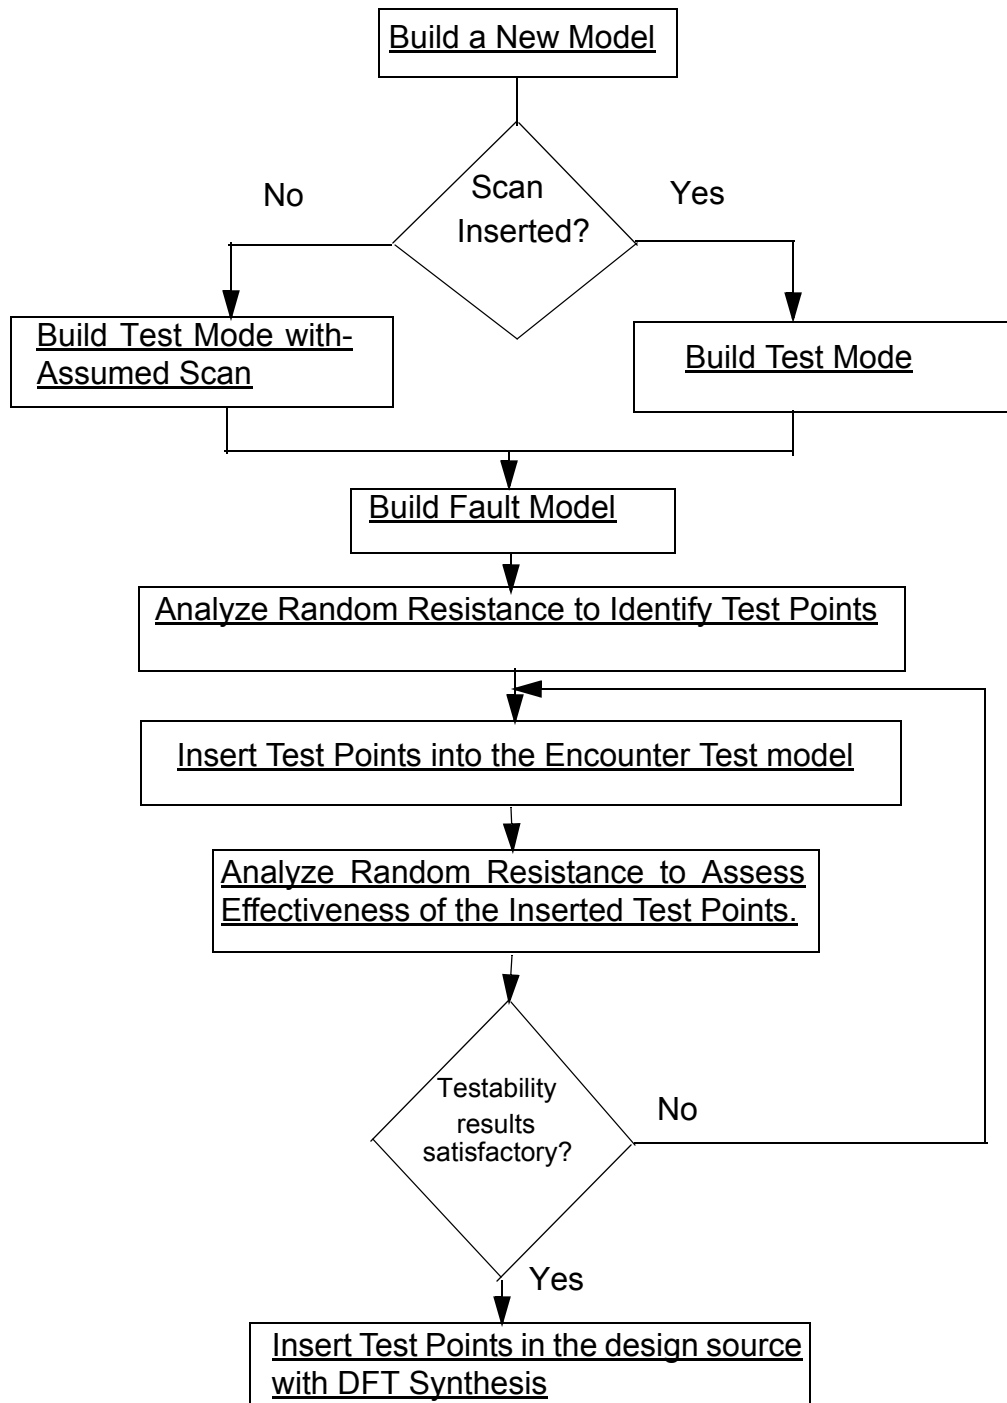 Build a New Model
Scan
Inserted?
No
Yes
Build Test Mode with-
Assumed Scan
Build Test Mode
Build Fault Model
Analyze Random Resistance to Identify Test Points
Insert Test Points into the Encounter Test model
Analyze Random Resistance to Assess
Effectiveness of the Inserted Test Points.
Testability
results
satisfactory?
No
Yes
Insert Test Points in the design source
with DFT Synthesis